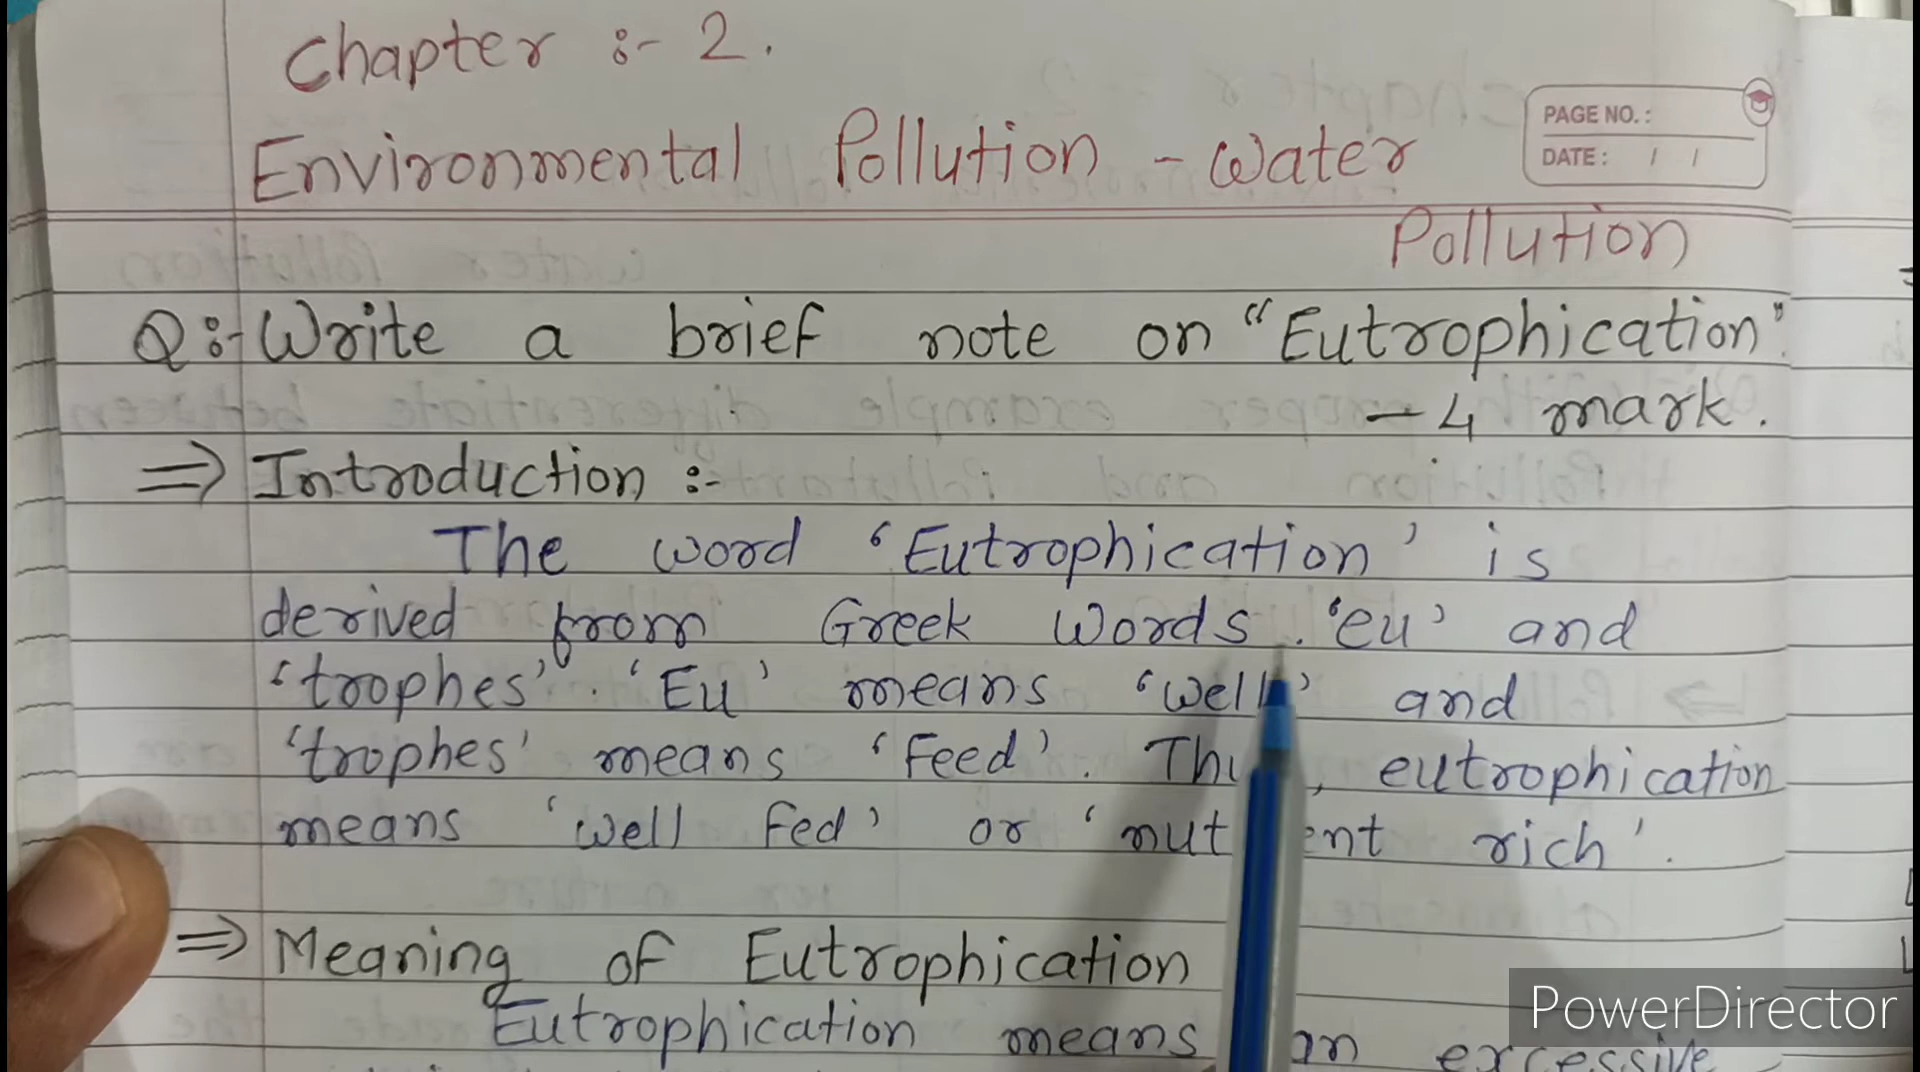 Chapter :- 2.
Environmental Pollution - Water
Pollution
PAGE NO. :
DATE : / /
Q:- Write a brief note on "Eutrophication".
- 4 mark.
⇒ Introduction :-
The word 'Eutrophication' is
derived from Greek words. 'eu' and
'trophes'. 'Eu' means 'well' and
'trophes' means 'Feed'. , eutrophication
means 'well Fed' or ' rich'.
⇒ Meaning of Eutrophication
Eutrophication means an excessive
PowerDirector